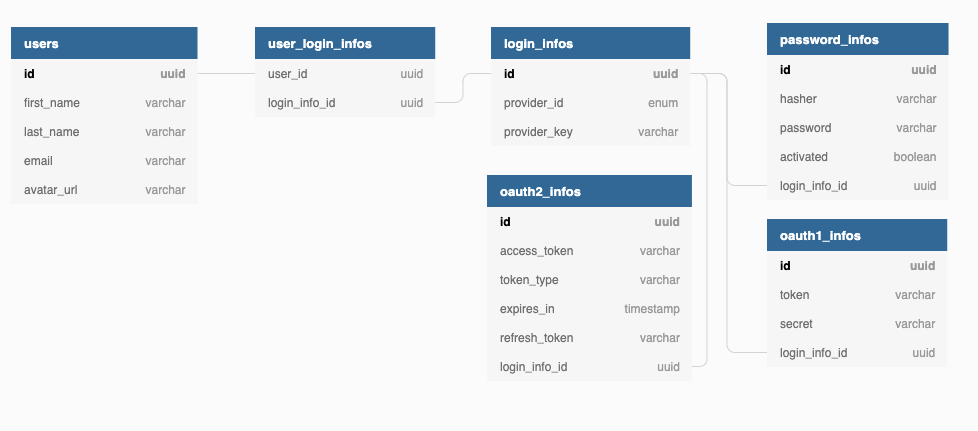 users
id uuid
first_name varchar
last_name varchar
email varchar
avatar_url varchar
user_login_infos
user_id uuid
login_info_id uuid
login_infos
id uuid
provider_id enum
provider_key varchar
oauth2_infos
id uuid
access_token varchar
token_type varchar
expires_in timestamp
refresh_token varchar
login_info_id uuid
password_infos
id uuid
hasher varchar
password varchar
activated boolean
login_info_id uuid
oauth1_infos
id uuid
token varchar
secret varchar
login_info_id uuid